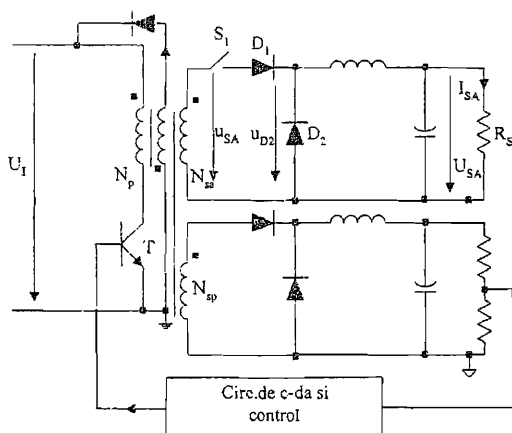 S1 D1
ISA
uSA uD2 D2
RS
UI
USA
Np Nsa
T
Nsp
Circ.de c-da si
control